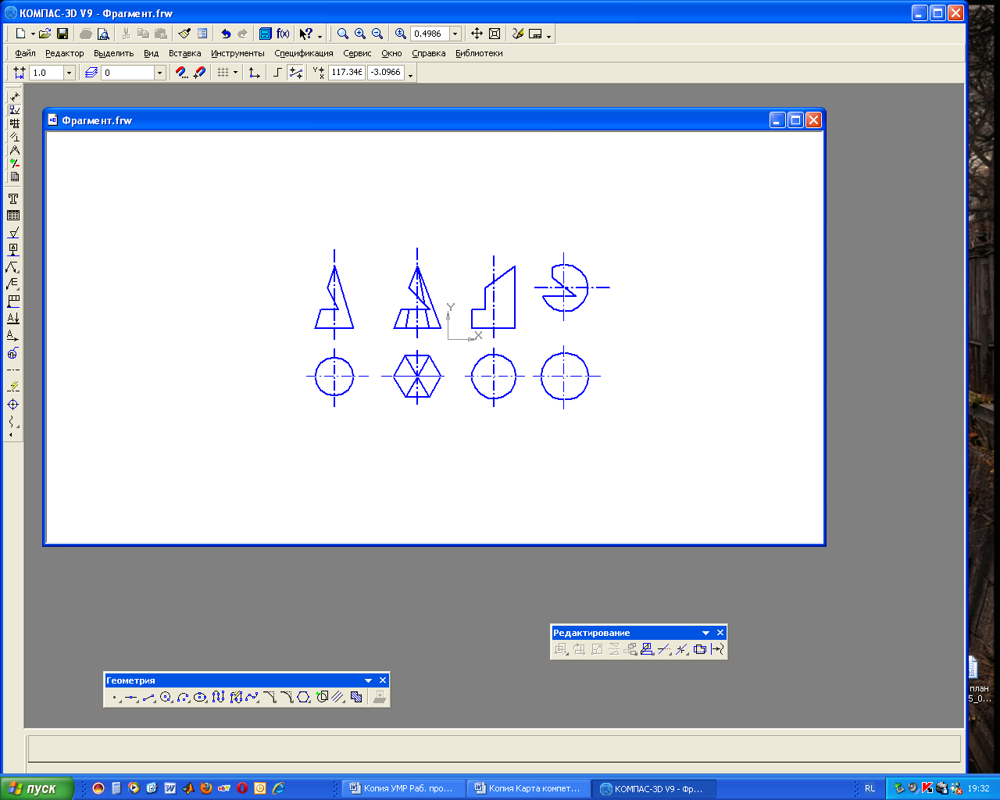 КОМПАС-3D V9 - Фрагмент.frw
f(x) ? 0.4986
Файл Редактор Выделить Вид Вставка Инструменты Спецификация Сервис Окно Справка Библиотеки
1.0 0 Y X 117.346 -3.0966
Фрагмент.frw
Y
X
Редактирование
Геометрия
план
5_0...
пуск Копия УМР Раб. про... Копия Карта компет... КОМПАС-3D V9 - Фр... RL 19:32